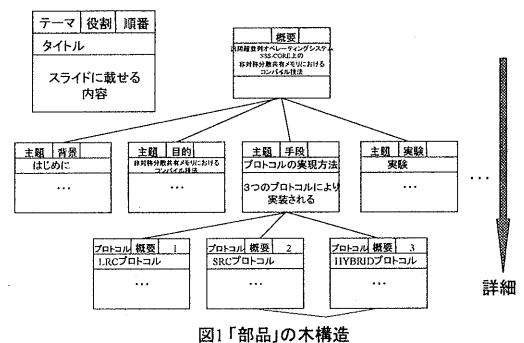 テーマ 役割 順番
タイトル
スライドに載せる
内容
概要
汎用超並列オペレーティングシステム
SSS-CORE上の
非対称分散共有メモリにおける
コンパイル技法
主題 背景
はじめに
…
主題 目的
非対称分散共有メモリにおける
コンパイル技法
…
主題 手段
プロトコルの実現方法
3つのプロトコルにより
実装される
主題 実験
実験
…
…
プロトコル 概要 1
LRCプロトコル
…
プロトコル 概要 2
SRCプロトコル
…
プロトコル 概要 3
HYBRIDプロトコル
…
詳細
図1「部品」の木構造